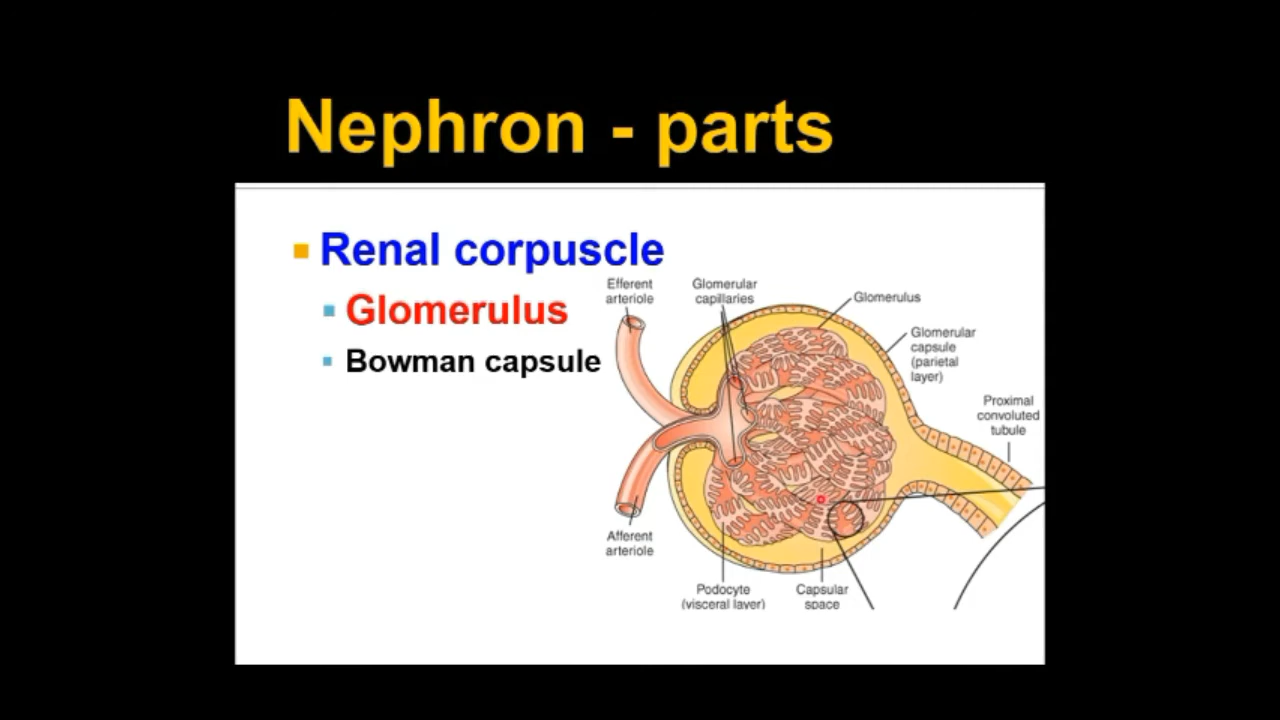 Nephron - parts
Renal corpuscle
Glomerulus
Bowman capsule
Efferent
arteriole
Glomerular
capillaries
Glomerulus
Glomerular
capsule
(parietal
layer)
Proximal
convoluted
tubule
Afferent
arteriole
Podocyte
(visceral layer)
Capsular
space